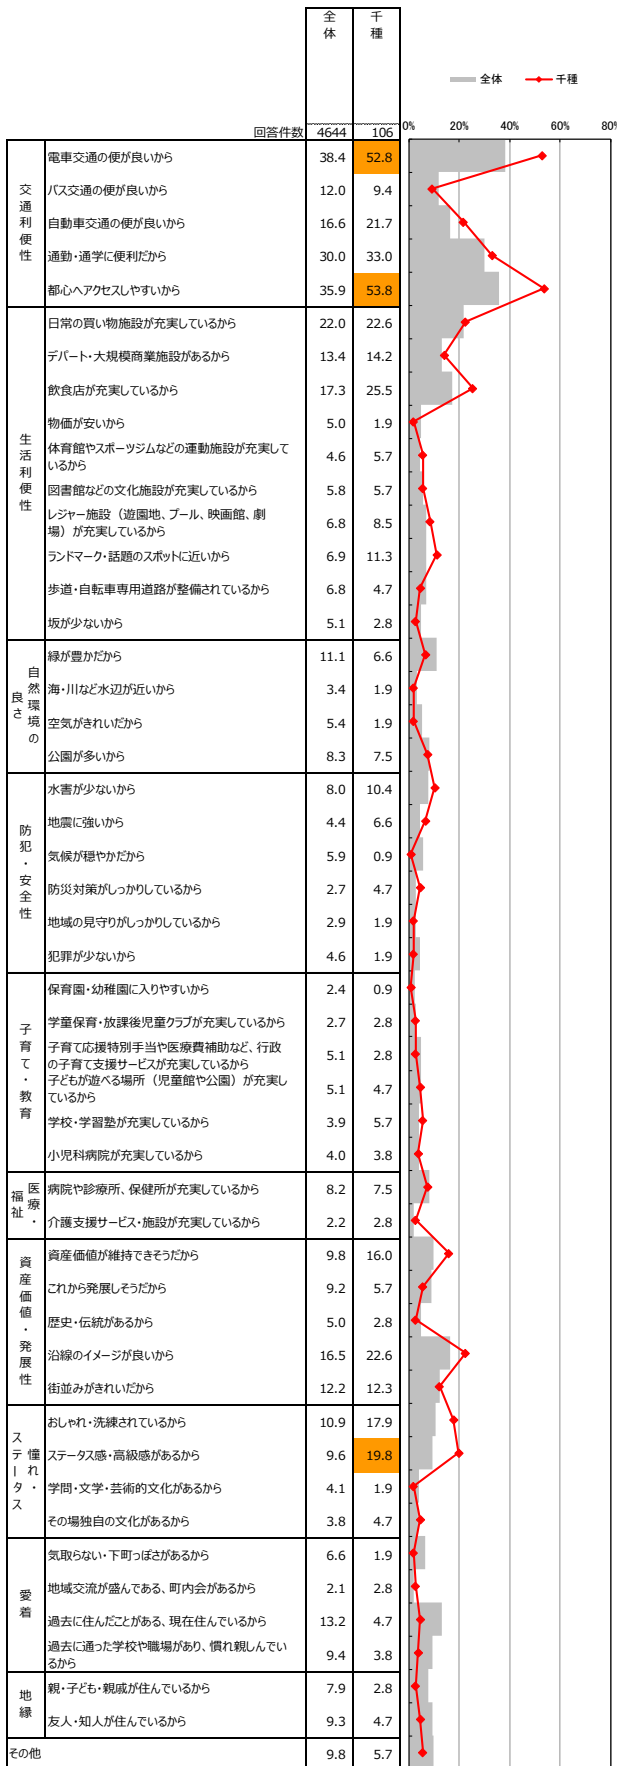 全体 千種
全体 千種
回答件数 4644 106 0% 20% 40% 60% 80%
交通利便性
電車交通の便が良いから 38.4 52.8
バス交通の便が良いから 12.0 9.4
自動車交通の便が良いから 16.6 21.7
通勤・通学に便利だから 30.0 33.0
都心へアクセスしやすいから 35.9 53.8
生活利便性
日常の買い物施設が充実しているから 22.0 22.6
デパート・大規模商業施設があるから 13.4 14.2
飲食店が充実しているから 17.3 25.5
物価が安いから 5.0 1.9
体育館やスポーツジムなどの運動施設が充実して
いるから 4.6 5.7
図書館などの文化施設が充実しているから 5.8 5.7
レジャー施設（遊園地、プール、映画館、劇
場）が充実しているから 6.8 8.5
ランドマーク・話題のスポットに近いから 6.9 11.3
歩道・自転車専用道路が整備されているから 6.8 4.7
坂が少ないから 5.1 2.8
自然環境の良さ
緑が豊かだから 11.1 6.6
海・川など水辺が近いから 3.4 1.9
空気がきれいだから 5.4 1.9
公園が多いから 8.3 7.5
防犯・安全性
水害が少ないから 8.0 10.4
地震に強いから 4.4 6.6
気候が穏やかだから 5.9 0.9
防災対策がしっかりしているから 2.7 4.7
地域の見守りがしっかりしているから 2.9 1.9
犯罪が少ないから 4.6 1.9
子育て・教育
保育園・幼稚園に入りやすいから 2.4 0.9
学童保育・放課後児童クラブが充実しているから 2.7 2.8
子育て応援特別手当や医療費補助など、行政
の子育て支援サービスが充実しているから 5.1 2.8
子どもが遊べる場所（児童館や公園）が充実し
ているから 5.1 4.7
学校・学習塾が充実しているから 3.9 5.7
小児科病院が充実しているから 4.0 3.8
医療・福祉
病院や診療所、保健所が充実しているから 8.2 7.5
介護支援サービス・施設が充実しているから 2.2 2.8
資産価値・発展性
資産価値が維持できそうだから 9.8 16.0
これから発展しそうだから 9.2 5.7
歴史・伝統があるから 5.0 2.8
沿線のイメージが良いから 16.5 22.6
街並みがきれいだから 12.2 12.3
憧れ・ステータス
おしゃれ・洗練されているから 10.9 17.9
ステータス感・高級感があるから 9.6 19.8
学問・文学・芸術的文化があるから 4.1 1.9
その場独自の文化があるから 3.8 4.7
愛着
気取らない・下町っぽさがあるから 6.6 1.9
地域交流が盛んである、町内会があるから 2.1 2.8
過去に住んだことがある、現在住んでいるから 13.2 4.7
過去に通った学校や職場があり、慣れ親しんでい
るから 9.4 3.8
地縁
親・子ども・親戚が住んでいるから 7.9 2.8
友人・知人が住んでいるから 9.3 4.7
その他 9.8 5.7